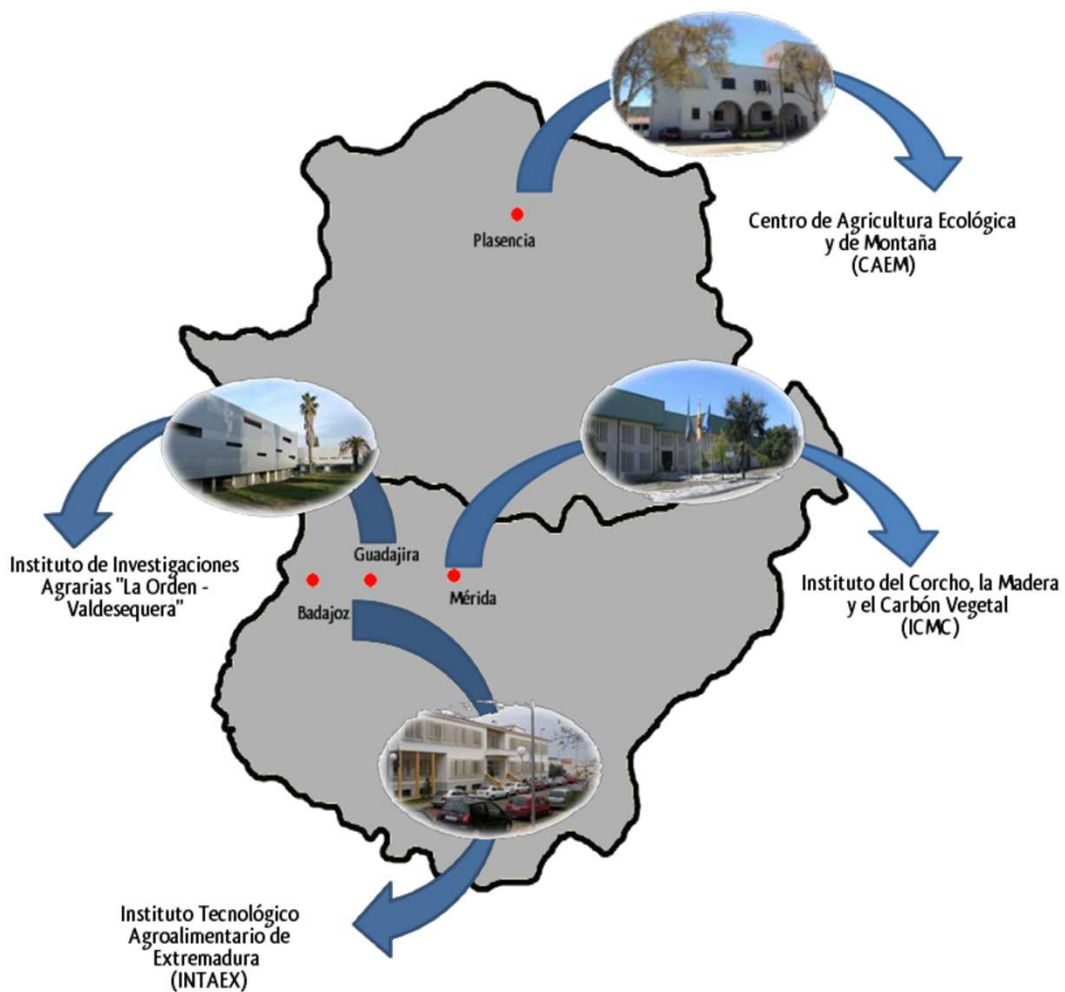 Plasencia
Centro de Agricultura Ecológica
y de Montaña
(CAEM)
Instituto de Investigaciones
Agrarias "La Orden -
Valdesequera"
Guadajira
Badajoz
Mérida
Instituto del Corcho, la Madera
y el Carbón Vegetal
(ICMC)
Instituto Tecnológico
Agroalimentario de
Extremadura
(INTAEX)